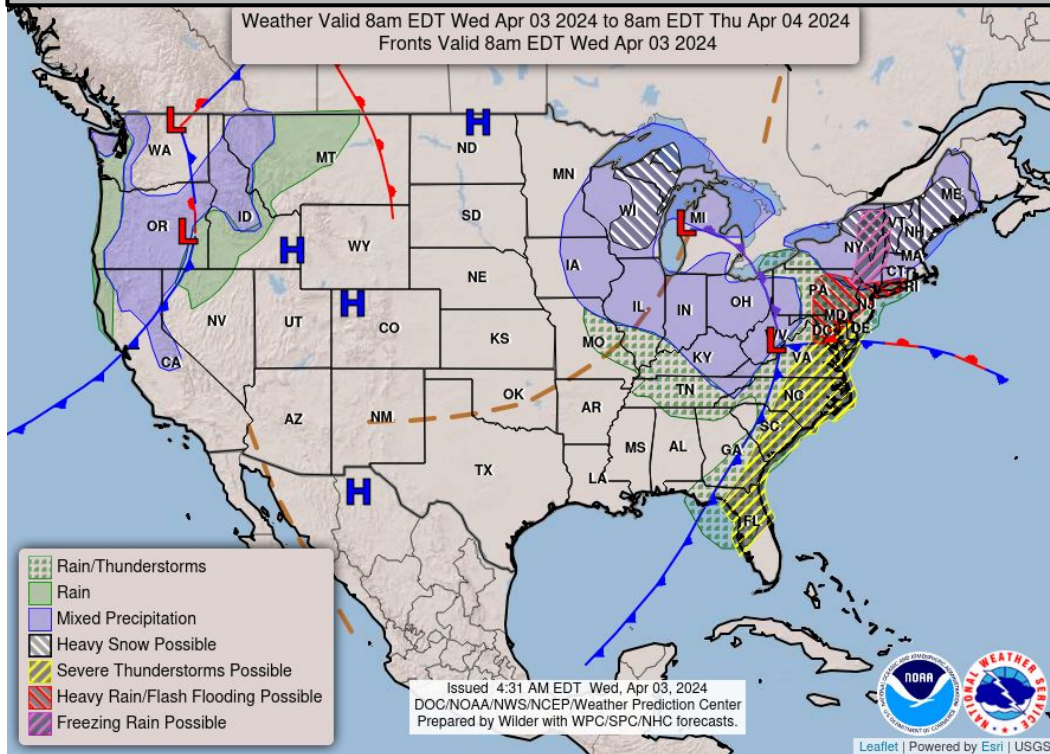 Weather Valid 8am EDT Wed Apr 03 2024 to 8am EDT Thu Apr 04 2024
Fronts Valid 8am EDT Wed Apr 03 2024
L
WA
MT
H
ND
MN
ME
OR
L
ID
SD
WI
L
MI
VT
NH
NY
MA
CT
RI
H
WY
IA
PA
NJ
H
NE
IL
IN
OH
MD
DE
DC
NV
UT
CO
KS
MO
L
WV
VA
CA
KY
AZ
NM
OK
AR
TN
NC
SC
MS
AL
GA
H
TX
LA
FL
Rain/Thunderstorms
Rain
Mixed Precipitation
Heavy Snow Possible
Severe Thunderstorms Possible
Heavy Rain/Flash Flooding Possible
Freezing Rain Possible
Issued 4:31 AM EDT Wed, Apr 03, 2024
DOC/NOAA/NWS/NCEP/Weather Prediction Center
Prepared by Wilder with WPC/SPC/NHC forecasts.
NOAA
NATIONAL WEATHER SERVICE
Leaflet | Powered by Esri | USGS